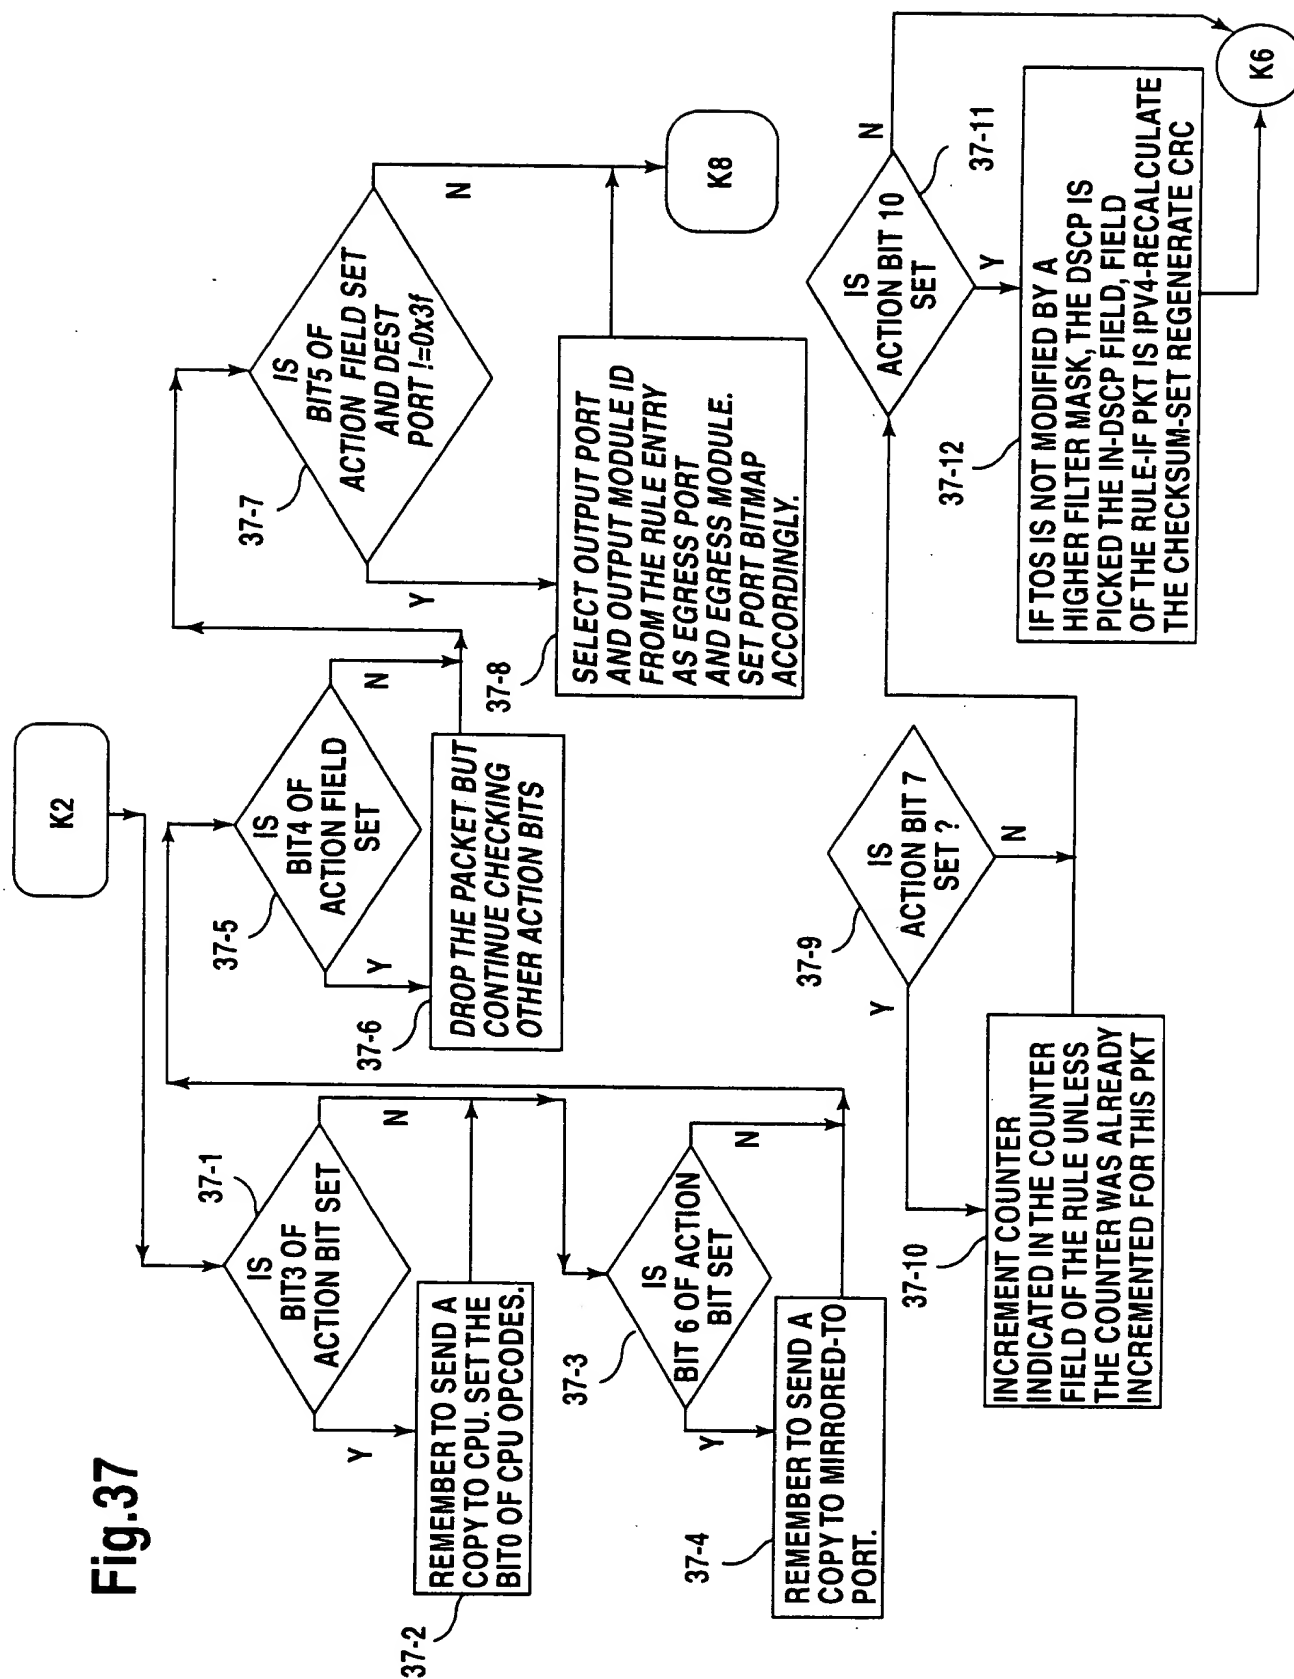 Fig.37
K2
37-1
IS
BIT3 OF
ACTION BIT SET
Y
N
37-2
REMEMBER TO SEND A
COPY TO CPU. SET THE
BIT0 OF CPU OPCODES.
37-3
IS
BIT 6 OF ACTION
BIT SET
Y
N
37-4
REMEMBER TO SEND A
COPY TO MIRRORED-TO
PORT.
37-5
IS
BIT4 OF
ACTION FIELD
SET
Y
N
37-6
DROP THE PACKET BUT
CONTINUE CHECKING
OTHER ACTION BITS
37-7
IS
BIT5 OF
ACTION FIELD SET
AND DEST
PORT !=0x3f
Y
N
37-8
SELECT OUTPUT PORT
AND OUTPUT MODULE ID
FROM THE RULE ENTRY
AS EGRESS PORT
AND EGRESS MODULE.
SET PORT BITMAP
ACCORDINGLY.
K8
37-9
IS
ACTION BIT 7
SET ?
Y
N
37-10
INCREMENT COUNTER
INDICATED IN THE COUNTER
FIELD OF THE RULE UNLESS
THE COUNTER WAS ALREADY
INCREMENTED FOR THIS PKT
37-11
IS
ACTION BIT 10
SET
Y
N
37-12
IF TOS IS NOT MODIFIED BY A
HIGHER FILTER MASK, THE DSCP IS
PICKED THE IN-DSCP FIELD, FIELD
OF THE RULE-IF PKT IS IPV4-RECALCULATE
THE CHECKSUM-SET REGENERATE CRC
K6